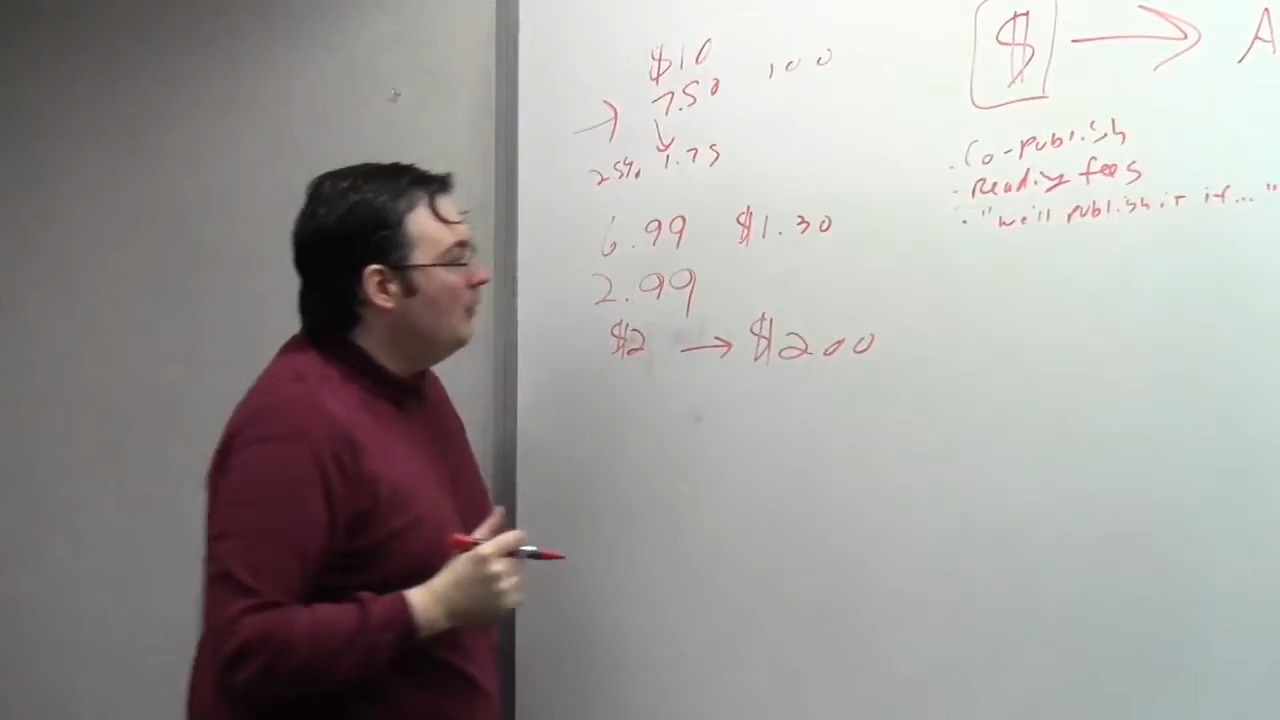 $10 100
7.50
25% 1.75
6.99 $1.30
2.99
$2 → $200
$ → A
· Co-publish
· Reading fees
· "We'll publish it if..."